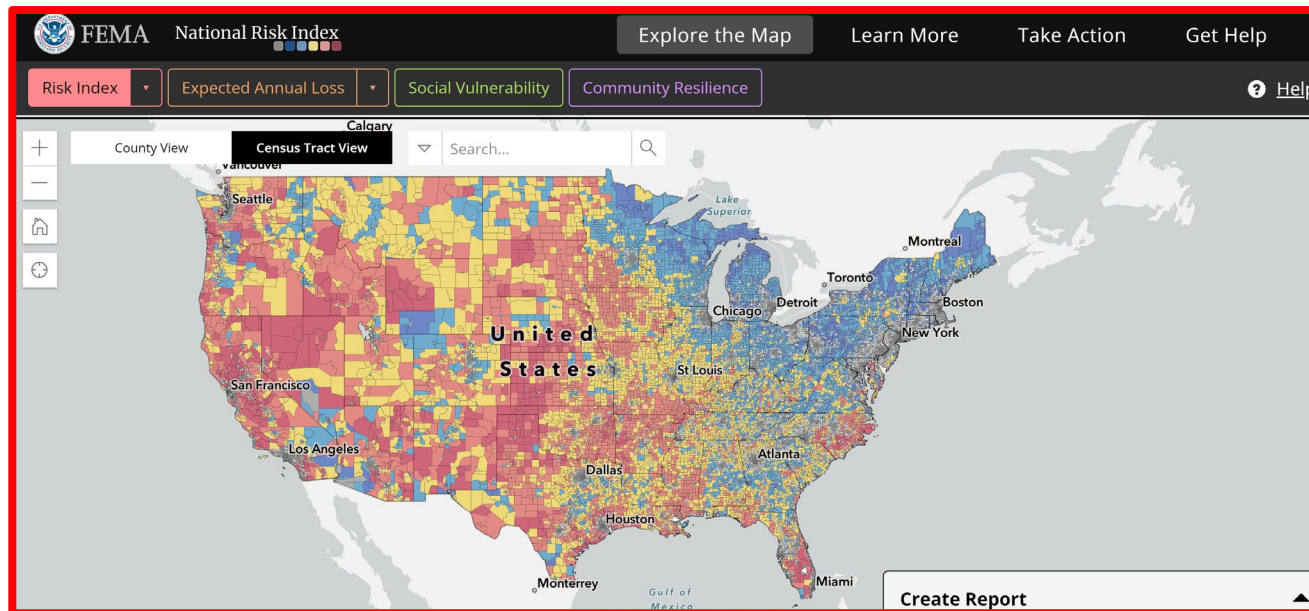 FEMA National Risk Index Explore the Map Learn More Take Action Get Help
Risk Index Expected Annual Loss Social Vulnerability Community Resilience Help
County View Census Tract View Search...
Calgary
Vancouver
Seattle
Lake
Superior
Montreal
Toronto
Detroit
Boston
Chicago
New York
United
States
St Louis
San Francisco
Los Angeles
Atlanta
Dallas
Houston
Monterrey
Gulf of
Mexico
Miami
Create Report